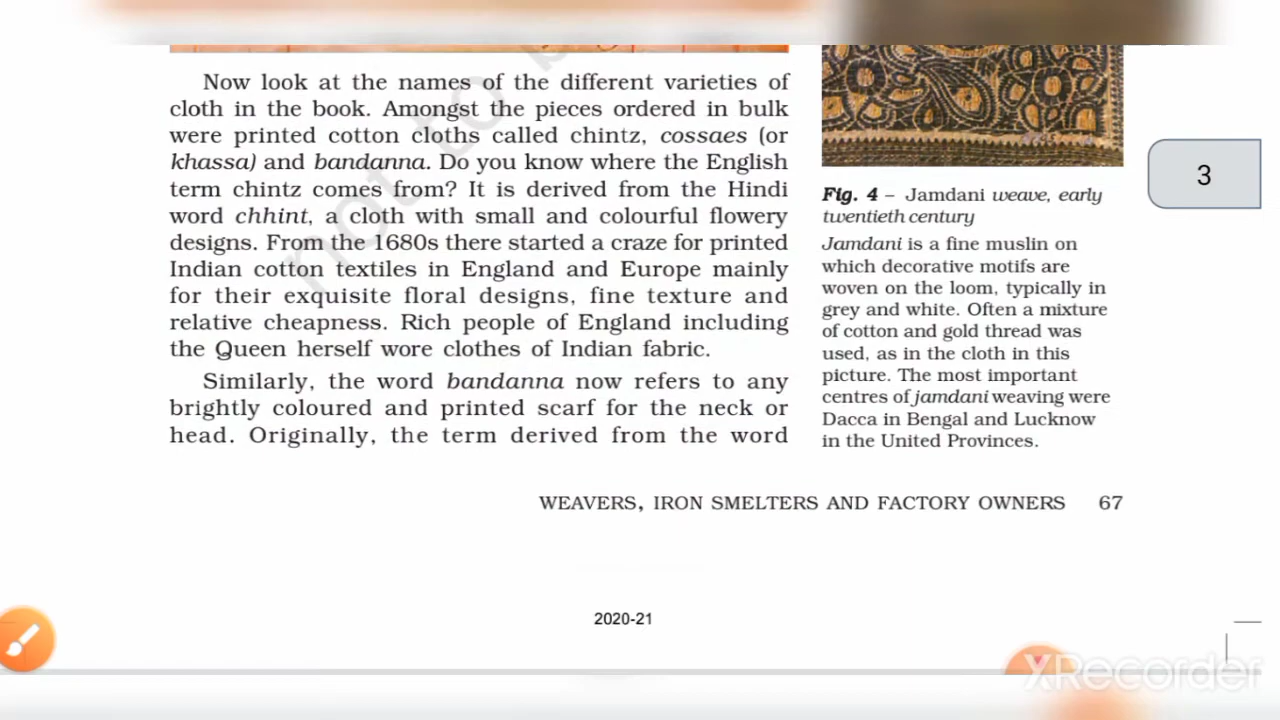 Now look at the names of the different varieties of
cloth in the book. Amongst the pieces ordered in bulk
were printed cotton cloths called chintz, cossaes (or
khassa) and bandanna. Do you know where the English
term chintz comes from? It is derived from the Hindi
word chhint, a cloth with small and colourful flowery
designs. From the 1680s there started a craze for printed
Indian cotton textiles in England and Europe mainly
for their exquisite floral designs, fine texture and
relative cheapness. Rich people of England including
the Queen herself wore clothes of Indian fabric.
Similarly, the word bandanna now refers to any
brightly coloured and printed scarf for the neck or
head. Originally, the term derived from the word
Fig. 4 – Jamdani weave, early
twentieth century
Jamdani is a fine muslin on
which decorative motifs are
woven on the loom, typically in
grey and white. Often a mixture
of cotton and gold thread was
used, as in the cloth in this
picture. The most important
centres of jamdani weaving were
Dacca in Bengal and Lucknow
in the United Provinces.
3
WEAVERS, IRON SMELTERS AND FACTORY OWNERS 67
2020-21
not to b
XRecorder